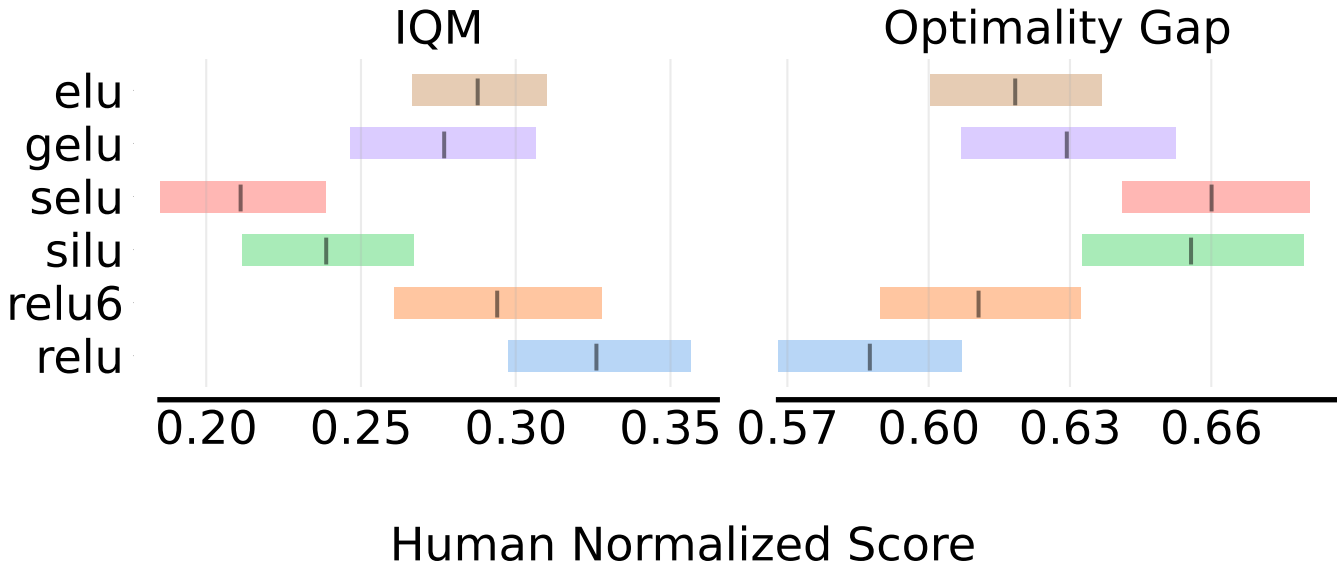 IQM Optimality Gap
elu
gelu
selu
silu
relu6
relu
0.20 0.25 0.30 0.35 0.57 0.60 0.63 0.66
Human Normalized Score